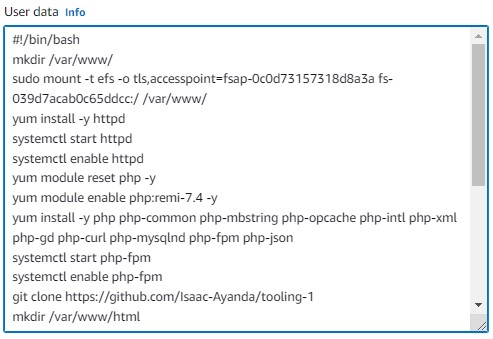 User data Info
#!/bin/bash
mkdir /var/www/
sudo mount -t efs -o tls,accesspoint=fsap-0c0d73157318d8a3a fs-
039d7acab0c65ddcc:/ /var/www/
yum install -y httpd
systemctl start httpd
systemctl enable httpd
yum module reset php -y
yum module enable php:remi-7.4 -y
yum install -y php php-common php-mbstring php-opcache php-intl php-xml
php-gd php-curl php-mysqlnd php-fpm php-json
systemctl start php-fpm
systemctl enable php-fpm
git clone https://github.com/Isaac-Ayanda/tooling-1
mkdir /var/www/html